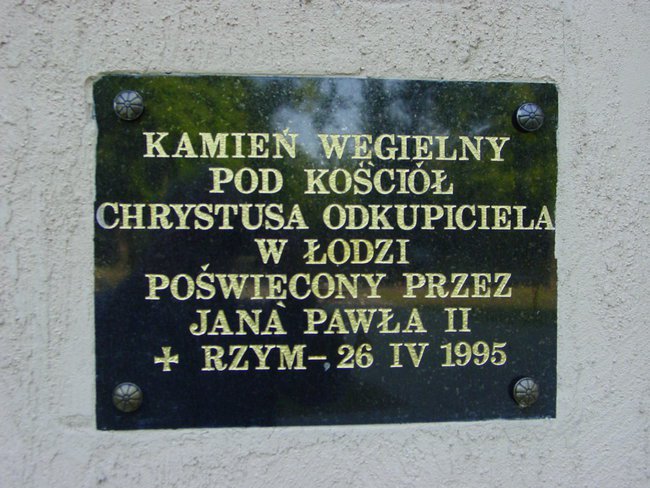 KAMIEŃ WĘGIELNY
POD KOŚCIÓŁ
CHRYSTUSA ODKUPICIELA
W ŁODZI
POŚWIĘCONY PRZEZ
JANA PAWŁA II
✝ RZYM – 26 IV 1995